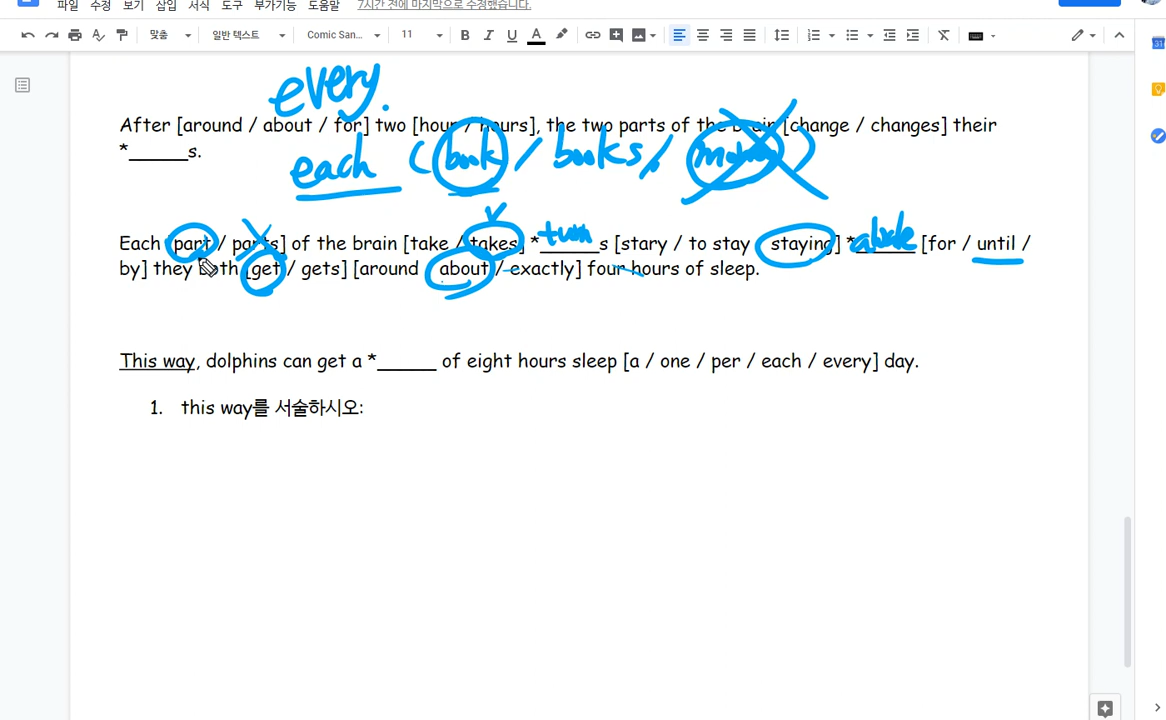 파일 수정 보기 삽입 서식 도구 부가기능 도움말 7시간 전에 마지막으로 수정했습니다.
맞춤 일반 텍스트 Comic San... 11 B I U A
31
every.
After [around / about / for] two [hour / hours], the two parts of the brain [change / changes] their
*______s.
each ( book / books /
Each [part / parts] of the brain [take / takes] *______s [stary / to stay staying] *______ [for / until /
turn
by] they both [get / gets] [around about / exactly] four hours of sleep.
This way, dolphins can get a *______ of eight hours sleep [a / one / per / each / every] day.
1. this way를 서술하시오: